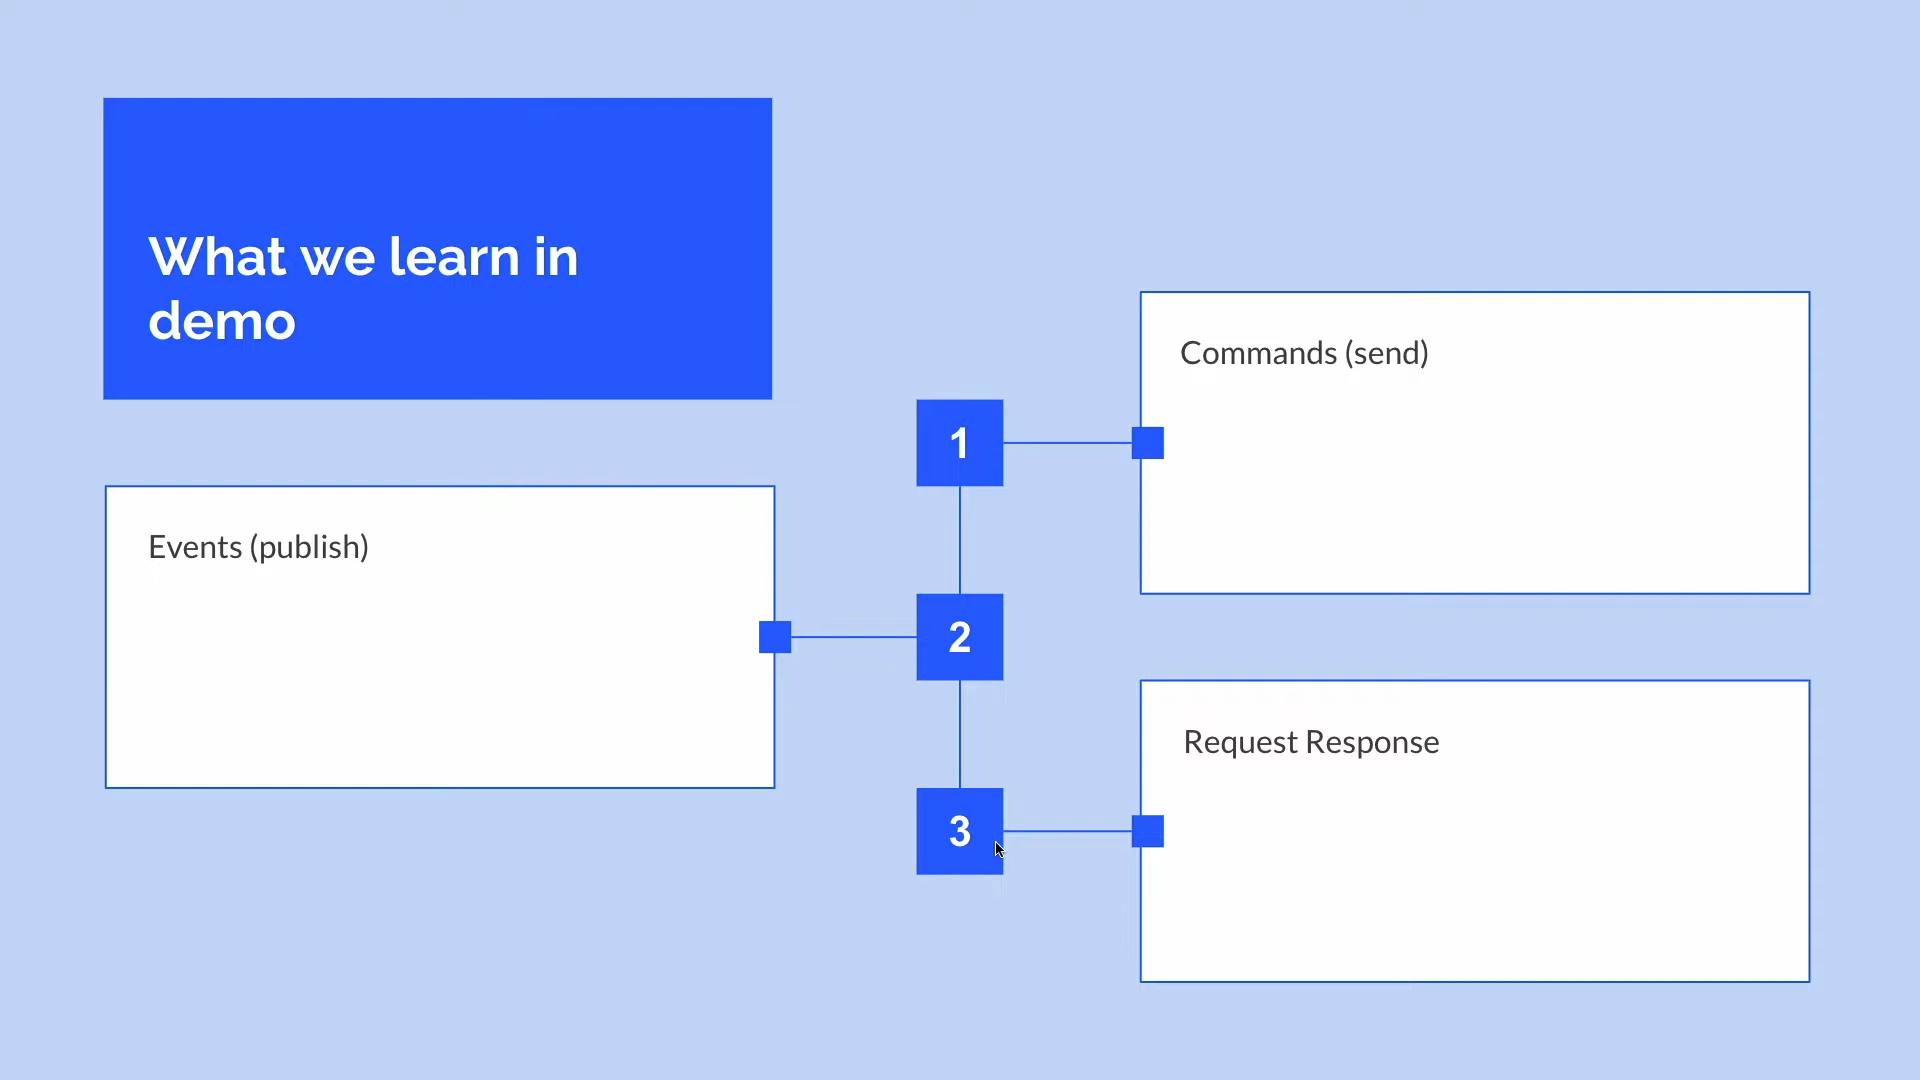 What we learn in
demo
1
Commands (send)
2
Events (publish)
3
Request Response